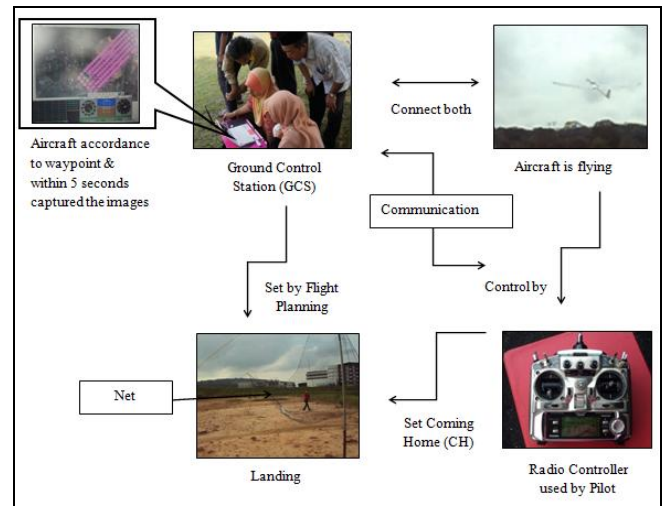 Connect both
Aircraft accordance
to waypoint &
within 5 seconds
captured the images
Ground Control
Station (GCS)
Aircraft is flying
Communication
Set by Flight
Planning
Control by
Net
Set Coming
Home (CH)
Landing
Radio Controller
used by Pilot